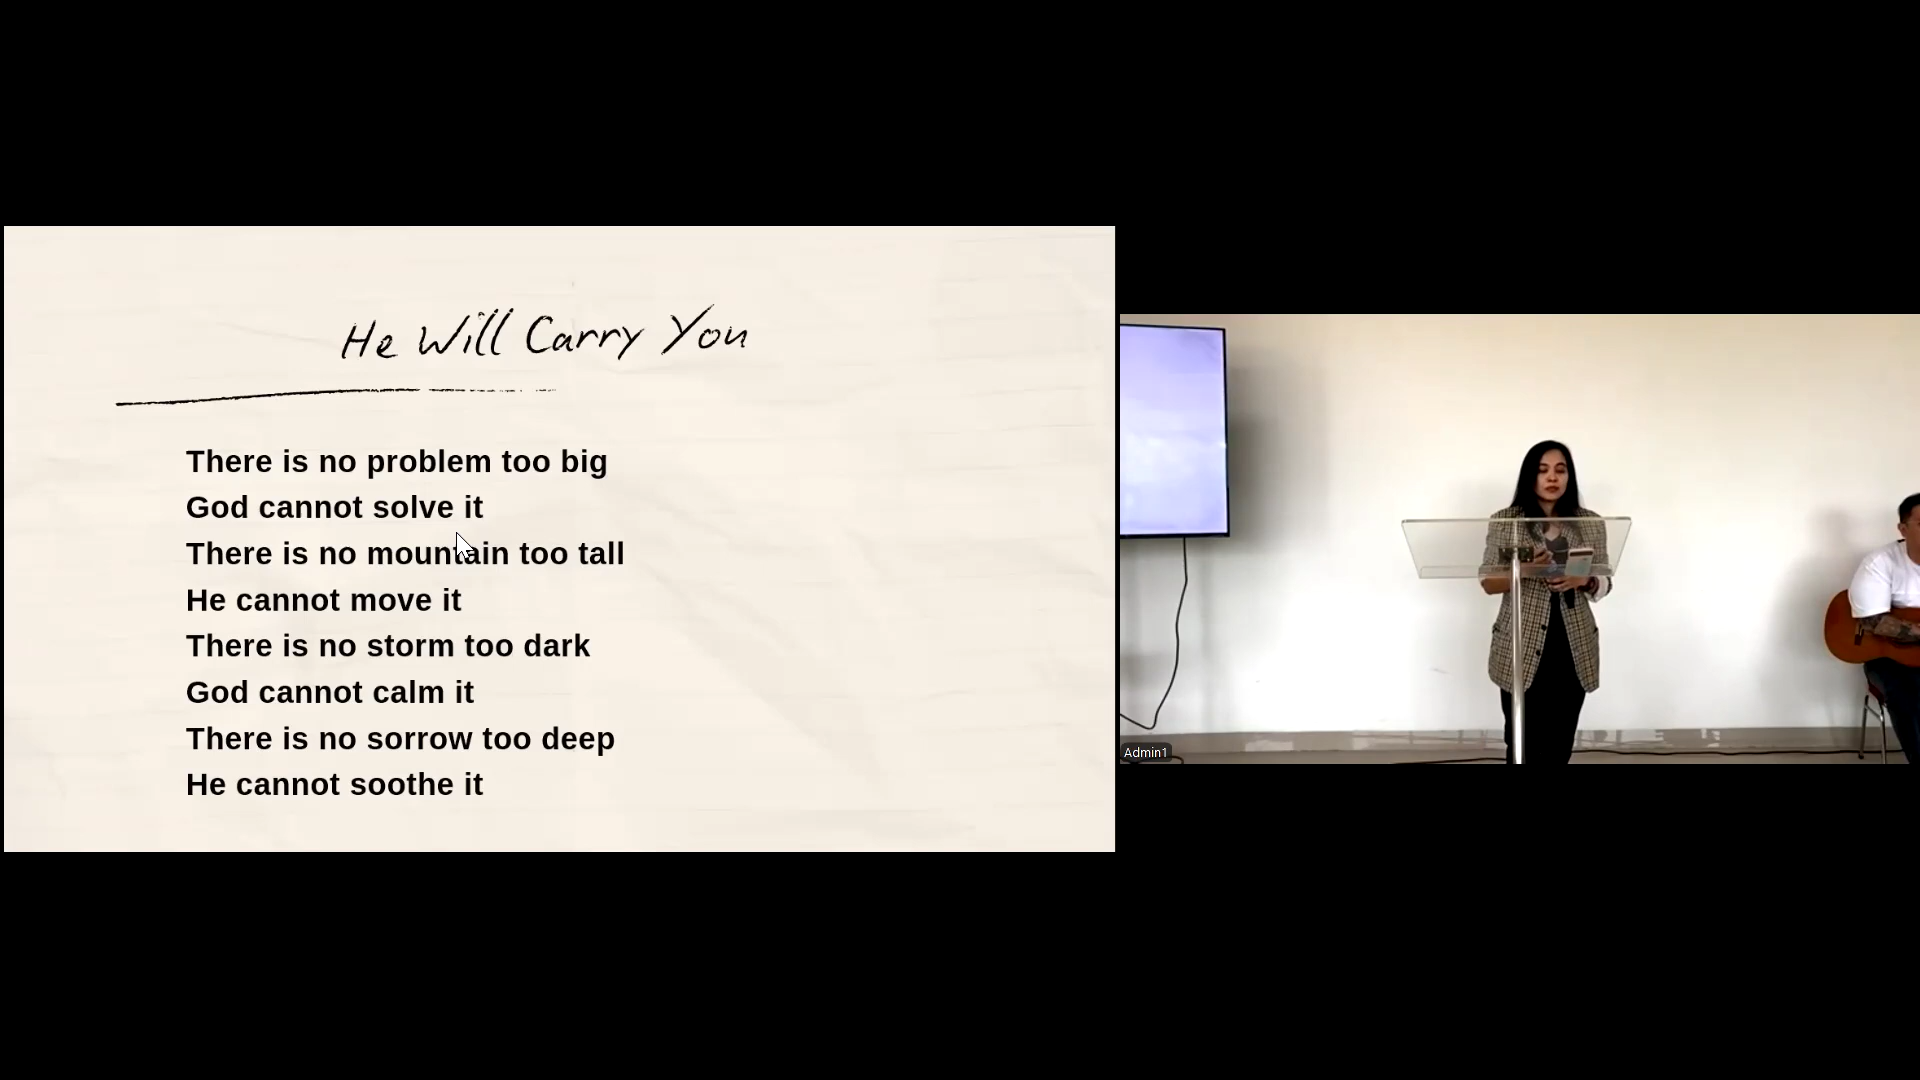 He Will Carry You
There is no problem too big
God cannot solve it
There is no mountain too tall
He cannot move it
There is no storm too dark
God cannot calm it
There is no sorrow too deep
He cannot soothe it
Admin1